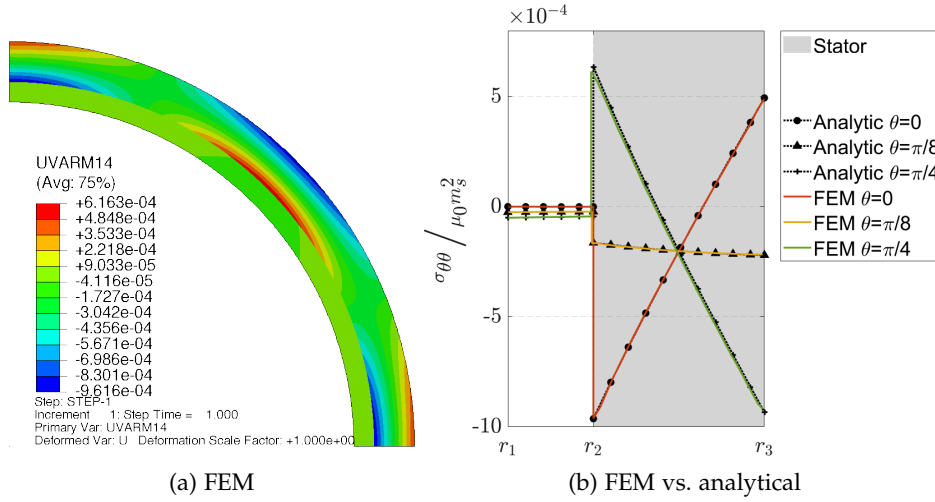 UVARM14
(Avg: 75%)
+6.163e-04
+4.848e-04
+3.533e-04
+2.218e-04
+9.033e-05
-4.116e-05
-1.727e-04
-3.042e-04
-4.356e-04
-5.671e-04
-6.986e-04
-8.301e-04
-9.616e-04
Step: STEP-1
Increment 1: Step Time = 1.000
Primary Var: UVARM14
Deformed Var: U Deformation Scale Factor: +1.000e+00
(a) FEM
×10⁻⁴
5
0
-5
-10
σθθ / μ₀m²ₛ
r₁ r₂ r₃
Stator
Analytic θ=0
Analytic θ=π/8
Analytic θ=π/4
FEM θ=0
FEM θ=π/8
FEM θ=π/4
(b) FEM vs. analytical